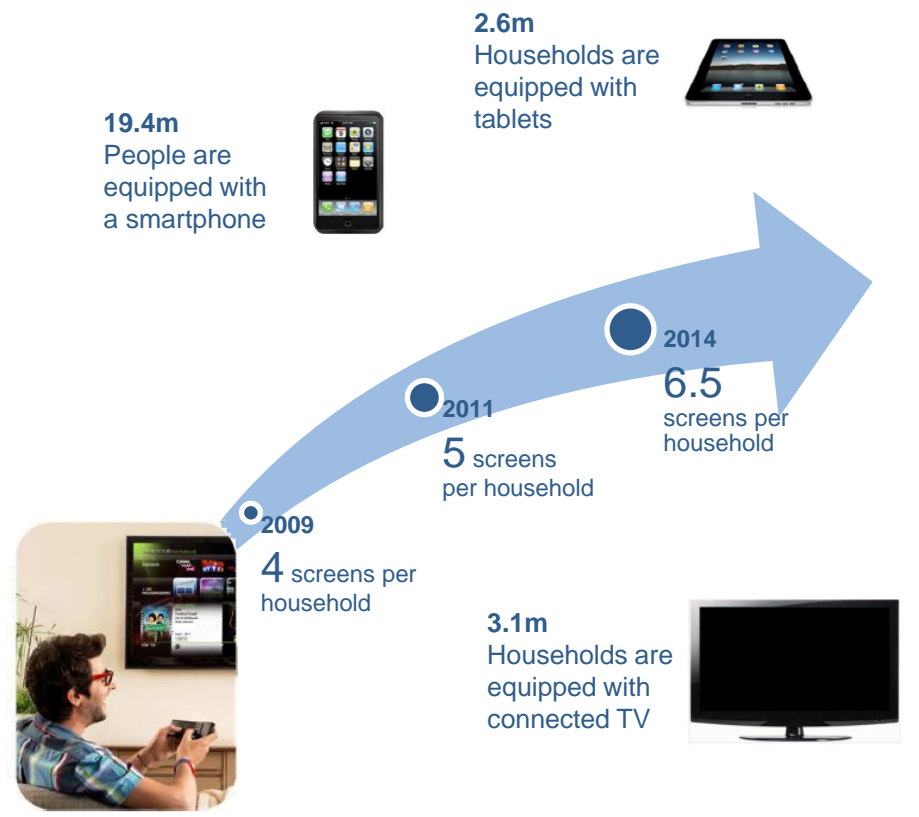 2.6m
Households are
equipped with
tablets
19.4m
People are
equipped with
a smartphone
2014
6.5
screens per
household
2011
5 screens
per household
2009
4 screens per
household
3.1m
Households are
equipped with
connected TV